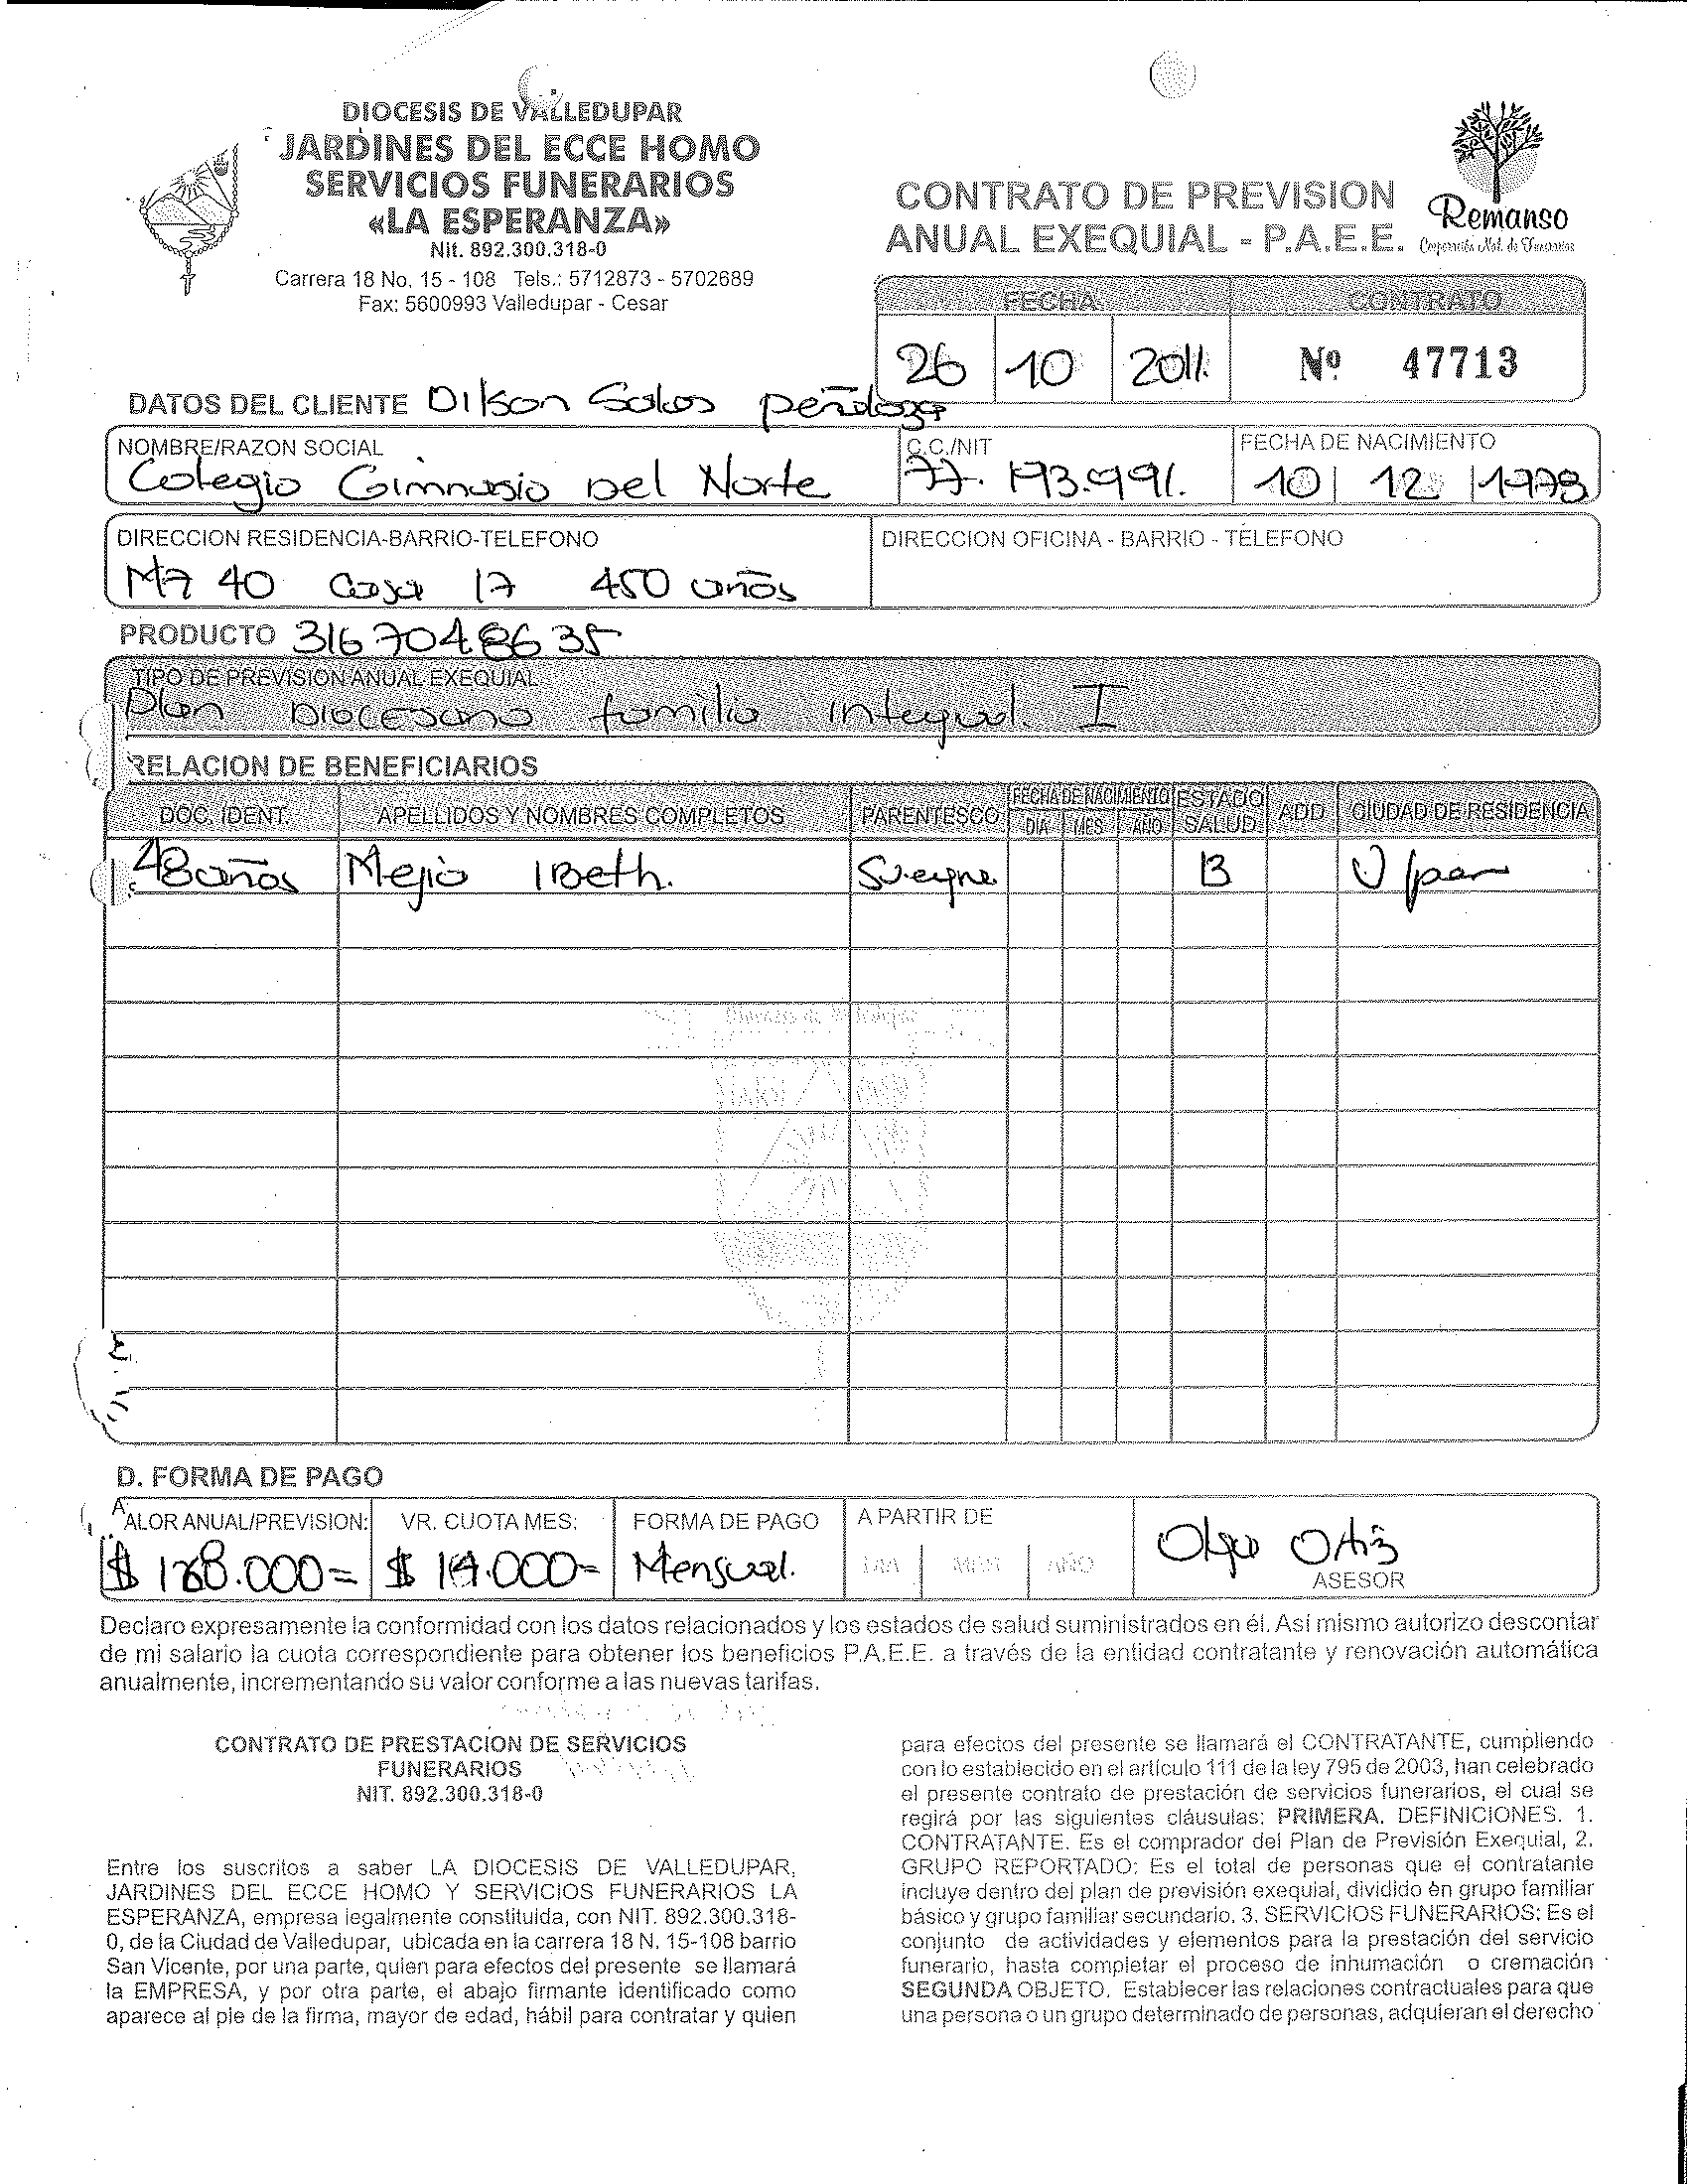 DIOCESIS DE VALLEDUPAR
JARDINES DEL ECCE HOMO
SERVICIOS FUNERARIOS
«LA ESPERANZA»
Nit. 892.300.318-0
Carrera 18 No. 15 - 108 Tels.: 5712873 - 5702689
Fax: 5600993 Valledupar - Cesar
CONTRATO DE PREVISION
ANUAL EXEQUIAL - P.A.E.E.
Remanso
FECHA CONTRATO
26 10 2011. Nº 47713
DATOS DEL CLIENTE Dilson Salas peñaloza
NOMBRE/RAZON SOCIAL C.C./NIT FECHA DE NACIMIENTO
Colegio Gimnasio Del Norte 77.193.991. 10 12 1978
DIRECCION RESIDENCIA-BARRIO-TELEFONO DIRECCION OFICINA - BARRIO - TELEFONO
Mz 40 Casa 17 450 años
PRODUCTO 3167048635
TIPO DE PREVISION ANUAL EXEQUIAL
Plan Diocesano familia integral. I
RELACION DE BENEFICIARIOS
DOC. IDENT. APELLIDOS Y NOMBRES COMPLETOS PARENTESCO FECHA DE NACIMIENTO DIA MES AÑO ESTADO SALUD ADD CIUDAD DE RESIDENCIA
48 años Mejia IBeth. Suegra B V/par
Diocesis de Valledupar
D. FORMA DE PAGO
ALOR ANUAL/PREVISION: VR. CUOTA MES: FORMA DE PAGO A PARTIR DE
$ 168.000= $ 14.000= Mensual. DIA MES AÑO Olga Ortiz
ASESOR
Declaro expresamente la conformidad con los datos relacionados y los estados de salud suministrados en él. Así mismo autorizo descontar
de mi salario la cuota correspondiente para obtener los beneficios P.A.E.E. a través de la entidad contratante y renovación automática
anualmente, incrementando su valor conforme a las nuevas tarifas.
CONTRATO DE PRESTACION DE SERVICIOS
FUNERARIOS
NIT. 892.300.318-0
Entre los suscritos a saber LA DIOCESIS DE VALLEDUPAR,
JARDINES DEL ECCE HOMO Y SERVICIOS FUNERARIOS LA
ESPERANZA, empresa legalmente constituida, con NIT. 892.300.318-
0, de la Ciudad de Valledupar, ubicada en la carrera 18 N. 15-108 barrio
San Vicente, por una parte, quien para efectos del presente se llamará
la EMPRESA, y por otra parte, el abajo firmante identificado como
aparece al pie de la firma, mayor de edad, hábil para contratar y quien
para efectos del presente se llamará el CONTRATANTE, cumpliendo
con lo establecido en el artículo 111 de la ley 795 de 2003, han celebrado
el presente contrato de prestación de servicios funerarios, el cual se
regirá por las siguientes cláusulas: PRIMERA. DEFINICIONES. 1.
CONTRATANTE. Es el comprador del Plan de Previsión Exequial, 2.
GRUPO REPORTADO: Es el total de personas que el contratante
incluye dentro del plan de previsión exequial, dividido èn grupo familiar
básico y grupo familiar secundario. 3. SERVICIOS FUNERARIOS: Es el
conjunto de actividades y elementos para la prestación del servicio
funerario, hasta completar el proceso de inhumación o cremación
SEGUNDA OBJETO. Establecer las relaciones contractuales para que
una persona o un grupo determinado de personas, adquieran el derecho